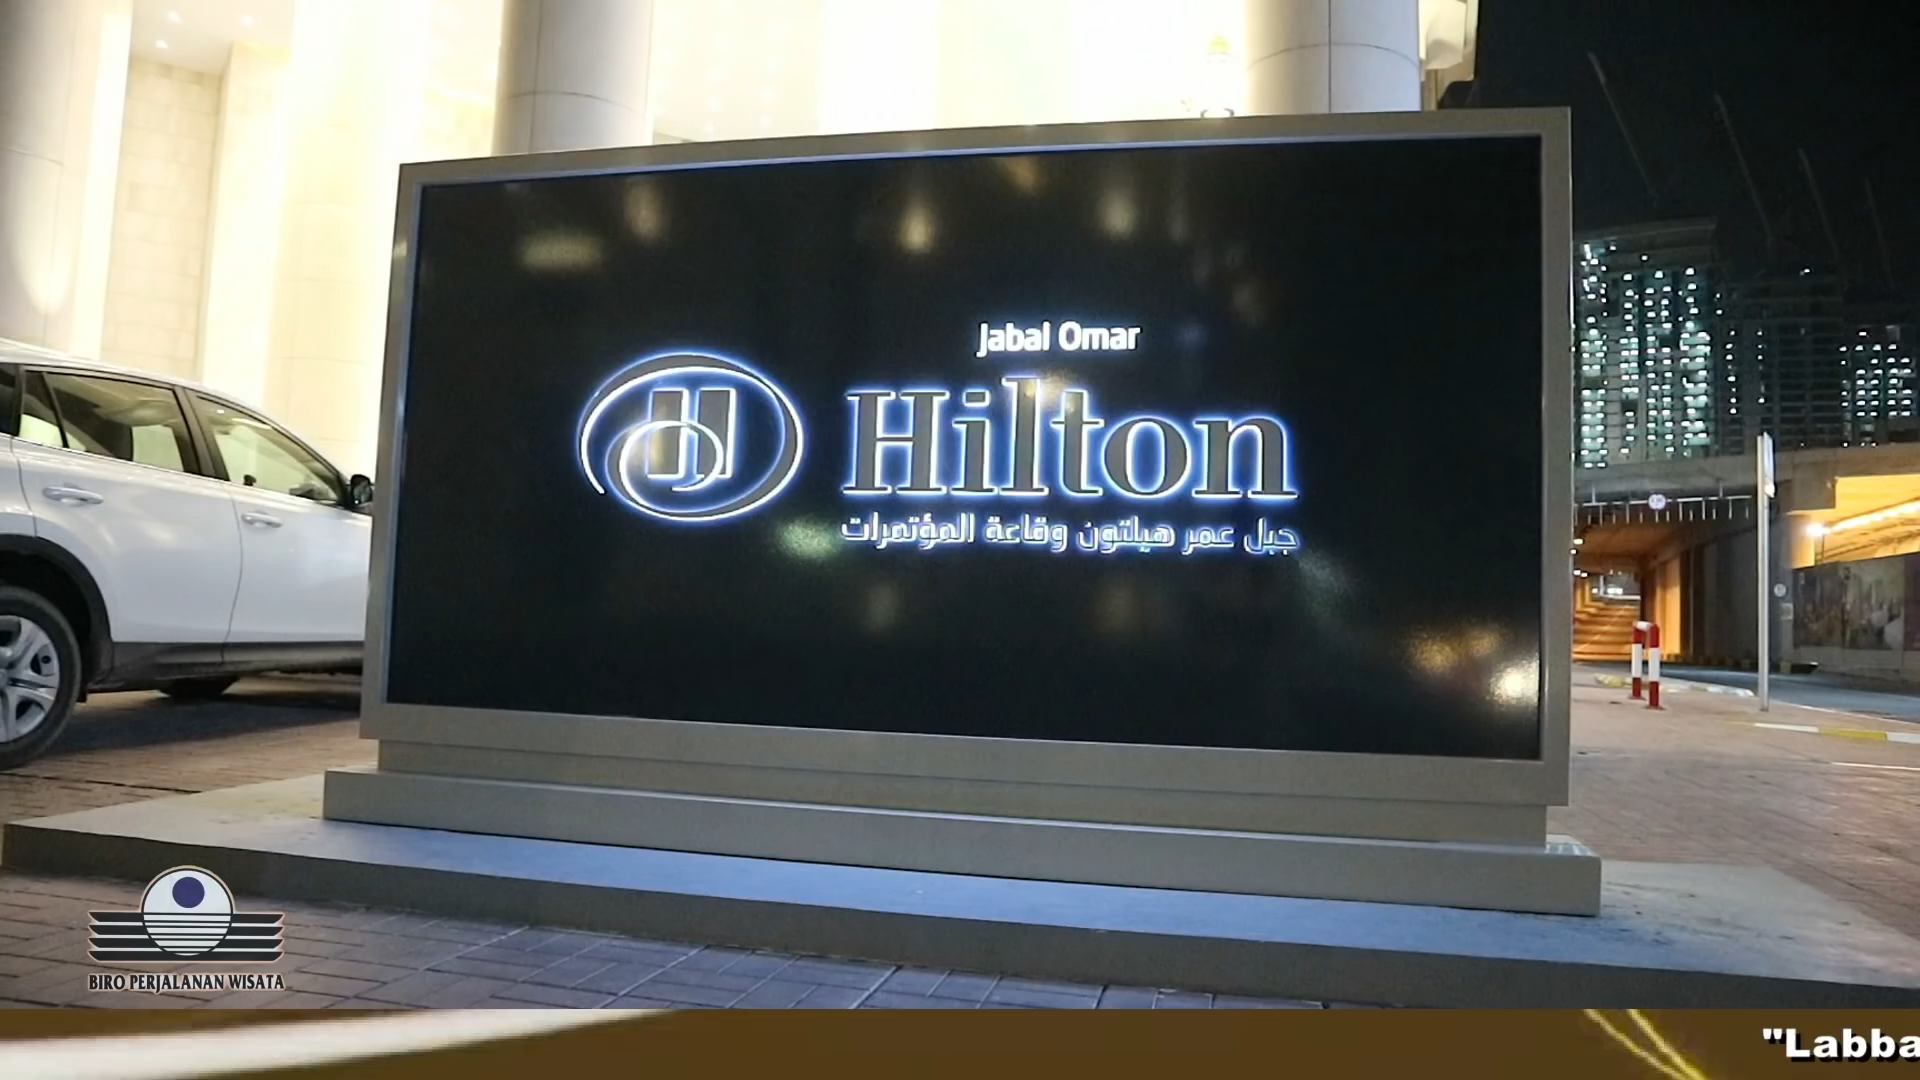 Jabal Omar
Hilton
جبل عمر هيلتون وقاعة المؤتمرات
BIRO PERJALANAN WISATA
"Labba